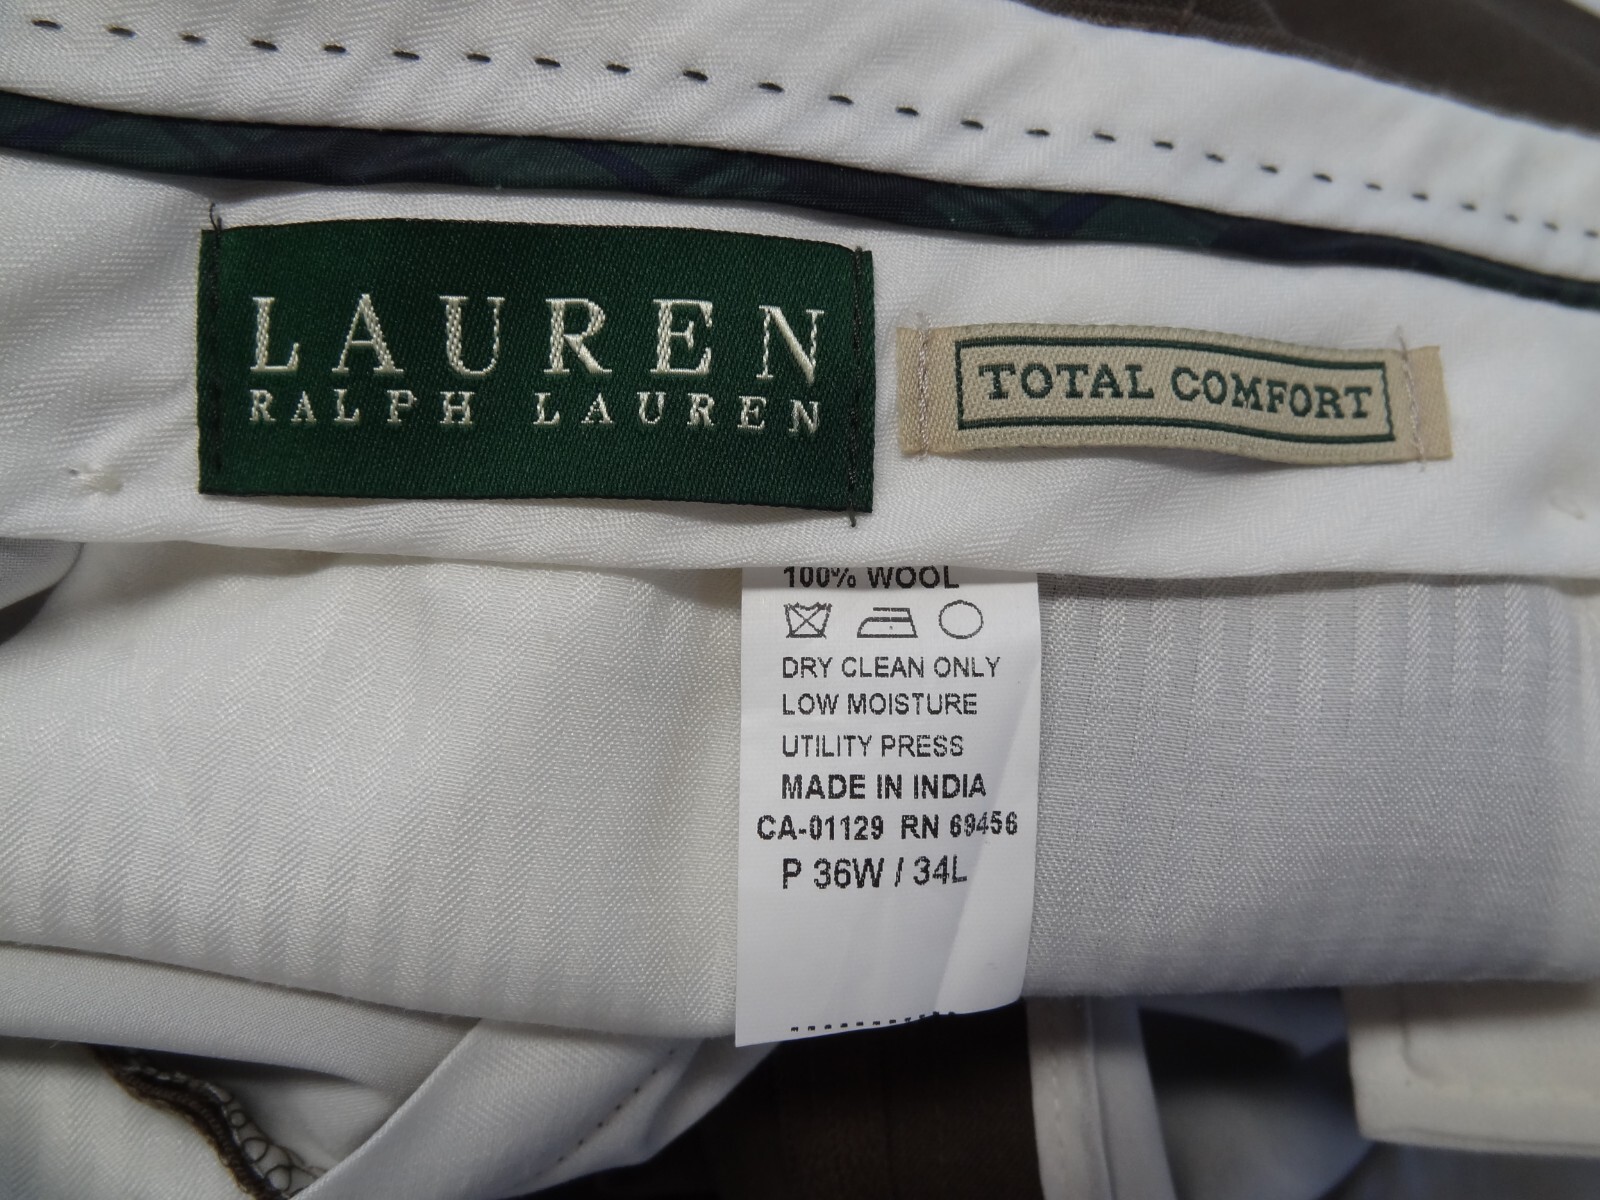 LAUREN
RALPH LAUREN
TOTAL COMFORT
100% WOOL
DRY CLEAN ONLY
LOW MOISTURE
UTILITY PRESS
MADE IN INDIA
CA-01129 RN 69456
P 36W / 34L